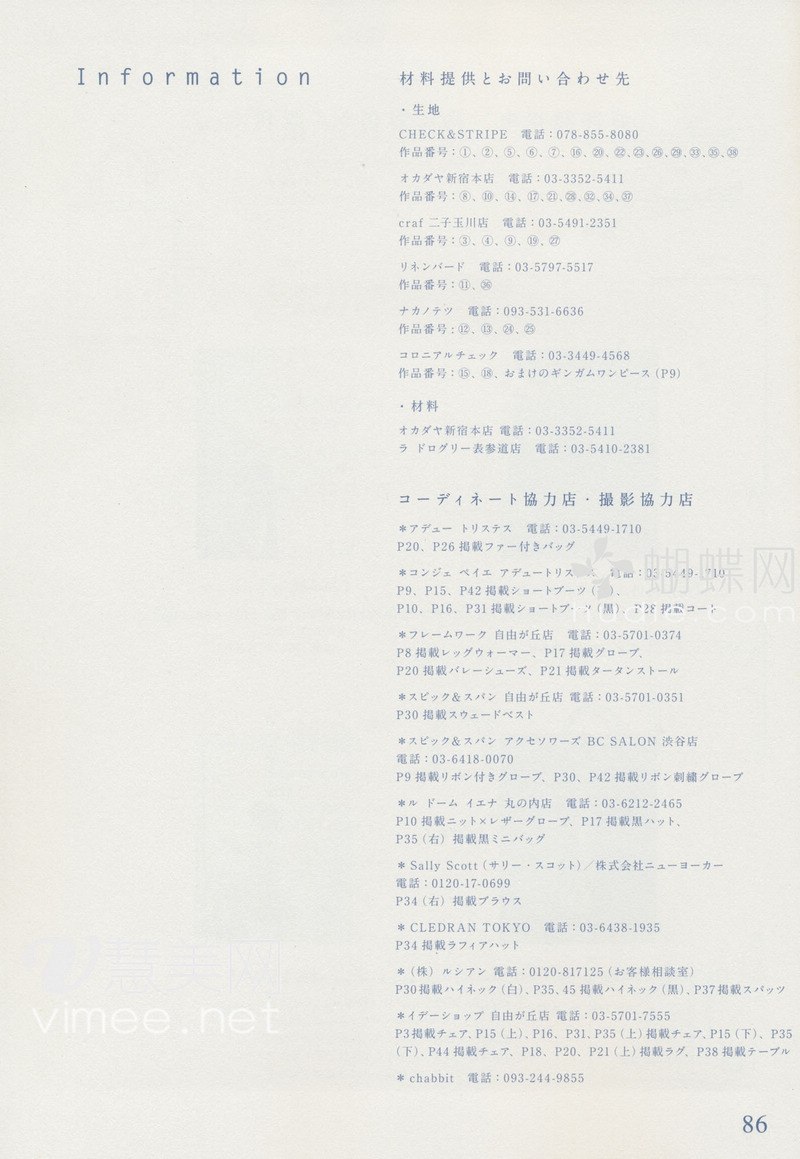 Information
材料提供とお問い合わせ先
・生地
CHECK&STRIPE 電話：078-855-8080
作品番号：①、②、⑤、⑥、⑦、⑯、⑳、㉒、㉓、㉖、㉙、㉝、㉟、㊳
オカダヤ新宿本店 電話：03-3352-5411
作品番号：⑧、⑩、⑭、⑰、㉑、㉘、㉜、㉞、㊲
craf 二子玉川店 電話：03-5491-2351
作品番号：③、④、⑨、⑲、㉗
リネンバード 電話：03-5797-5517
作品番号：⑪、㊱
ナカノテツ 電話：093-531-6636
作品番号：⑫、⑬、㉔、㉕
コロニアルチェック 電話：03-3449-4568
作品番号：⑮、⑱、おまけのギンガムワンピース（P9）
・材料
オカダヤ新宿本店 電話：03-3352-5411
ラ ドログリー表参道店 電話：03-5410-2381
コーディネート協力店・撮影協力店
＊アデュー トリステス 電話：03-5449-1710
P20、P26 掲載ファー付きバッグ
＊コンジェ ペイエ アデュートリス 電話：03-5449-1710
P9、P15、P42 掲載ショートブーツ（ ）、
P10、P16、P31 掲載ショートブーツ（黒）、P28 掲載コート
＊フレームワーク 自由が丘店 電話：03-5701-0374
P8 掲載レッグウォーマー、P17 掲載グローブ、
P20 掲載バレーシューズ、P21 掲載タータンストール
＊スピック&スパン 自由が丘店 電話：03-5701-0351
P30 掲載スウェードベスト
＊スピック&スパン アクセソワーズ BC SALON 渋谷店
電話：03-6418-0070
P9 掲載リボン付きグローブ、P30、P42 掲載リボン刺繍グローブ
＊ル ドーム イエナ 丸の内店 電話：03-6212-2465
P10 掲載ニット×レザーグローブ、P17 掲載黒ハット、
P35（右）掲載黒ミニバッグ
＊Sally Scott（サリー・スコット）／株式会社ニューヨーカー
電話：0120-17-0699
P34（右）掲載ブラウス
＊CLEDRAN TOKYO 電話：03-6438-1935
P34 掲載ラフィアハット
＊（株）ルシアン 電話：0120-817125（お客様相談室）
P30掲載ハイネック（白）、P35、45 掲載ハイネック（黒）、P37掲載スパッツ
＊イデーショップ 自由が丘店 電話：03-5701-7555
P3掲載チェア、P15（上）、P16、P31、P35（上）掲載チェア、P15（下）、P35
（下）、P44 掲載チェア、P18、P20、P21（上）掲載ラグ、P38 掲載テーブル
＊chabbit 電話：093-244-9855
86
蝴蝶网
慧美网
vimee.net